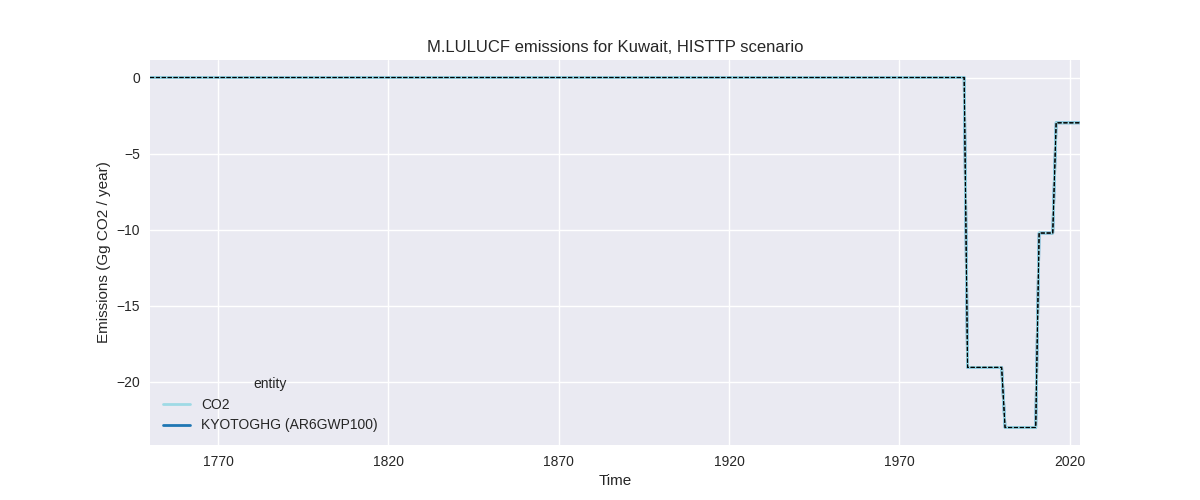 M.LULUCF emissions for Kuwait, HISTTP scenario
Emissions (Gg CO2 / year)
0
−5
−10
−15
−20
entity
CO2
KYOTOGHG (AR6GWP100)
1770
1820
1870
1920
1970
2020
Time